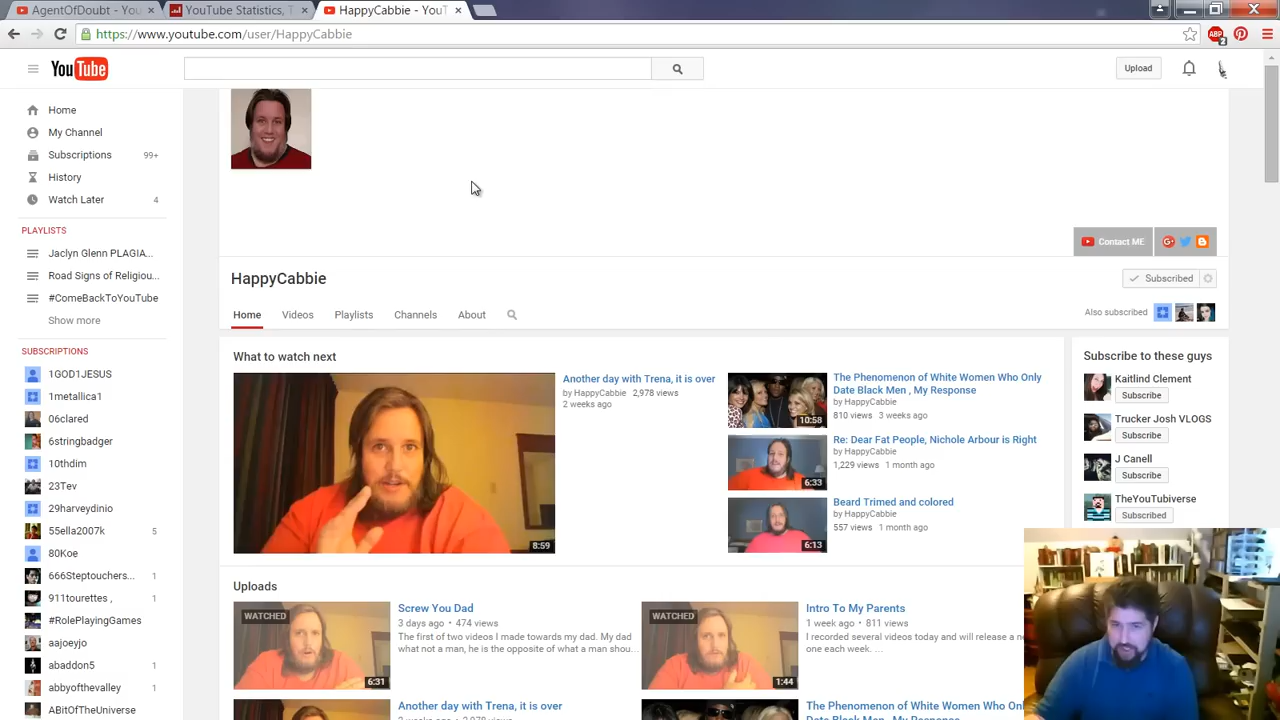 AgentOfDoubt - You
YouTube Statistics, T
HappyCabbie - YouT
https://www.youtube.com/user/HappyCabbie
ABP
2
YouTube
Upload
Home
My Channel
Subscriptions 99+
History
Watch Later 4
PLAYLISTS
Jaclyn Glenn PLAGIA...
Road Signs of Religiou...
#ComeBackToYouTube
Show more
SUBSCRIPTIONS
1GOD1JESUS
1metallica1
06clared
6stringbadger
10thdim
23Tev
29harveydinio
55ella2007k 5
80Koe
666Steptouchers... 1
911tourettes , 1
#RolePlayingGames
aajoeyjo
abaddon5 1
abbyofthevalley 1
ABitOfTheUniverse
Contact ME
HappyCabbie
Subscribed
Home Videos Playlists Channels About
Also subscribed
What to watch next
8:59
Another day with Trena, it is over
by HappyCabbie 2,978 views
2 weeks ago
10:58
The Phenomenon of White Women Who Only
Date Black Men , My Response
by HappyCabbie
810 views 3 weeks ago
6:33
Re: Dear Fat People, Nichole Arbour is Right
by HappyCabbie
1,229 views 1 month ago
6:13
Beard Trimed and colored
by HappyCabbie
557 views 1 month ago
Subscribe to these guys
Kaitlind Clement
Subscribe
Trucker Josh VLOGS
Subscribe
J Canell
Subscribe
TheYouTubiverse
Subscribed
Uploads
WATCHED
6:31
Screw You Dad
3 days ago • 474 views
The first of two videos I made towards my dad. My dad
what not a man, he is the opposite of what a man shou...
WATCHED
1:44
Intro To My Parents
1 week ago • 811 views
I recorded several videos today and will release a
one each week. ...
Another day with Trena, it is over
The Phenomenon of White Women Who
Date Black Men , My Response